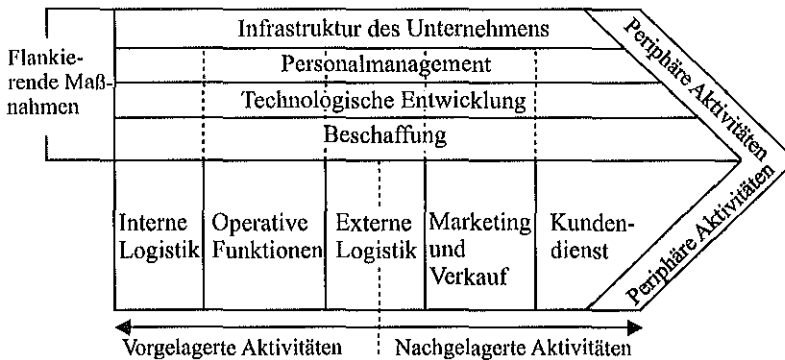 Infrastruktur des Unternehmens
Flankie-
rende Maß-
nahmen
Personalmanagement
Technologische Entwicklung
Beschaffung
Periphäre Aktivitäten
Periphäre Aktivitäten
Interne
Logistik
Operative
Funktionen
Externe
Logistik
Marketing
und
Verkauf
Kunden-
dienst
Vorgelagerte Aktivitäten
Nachgelagerte Aktivitäten